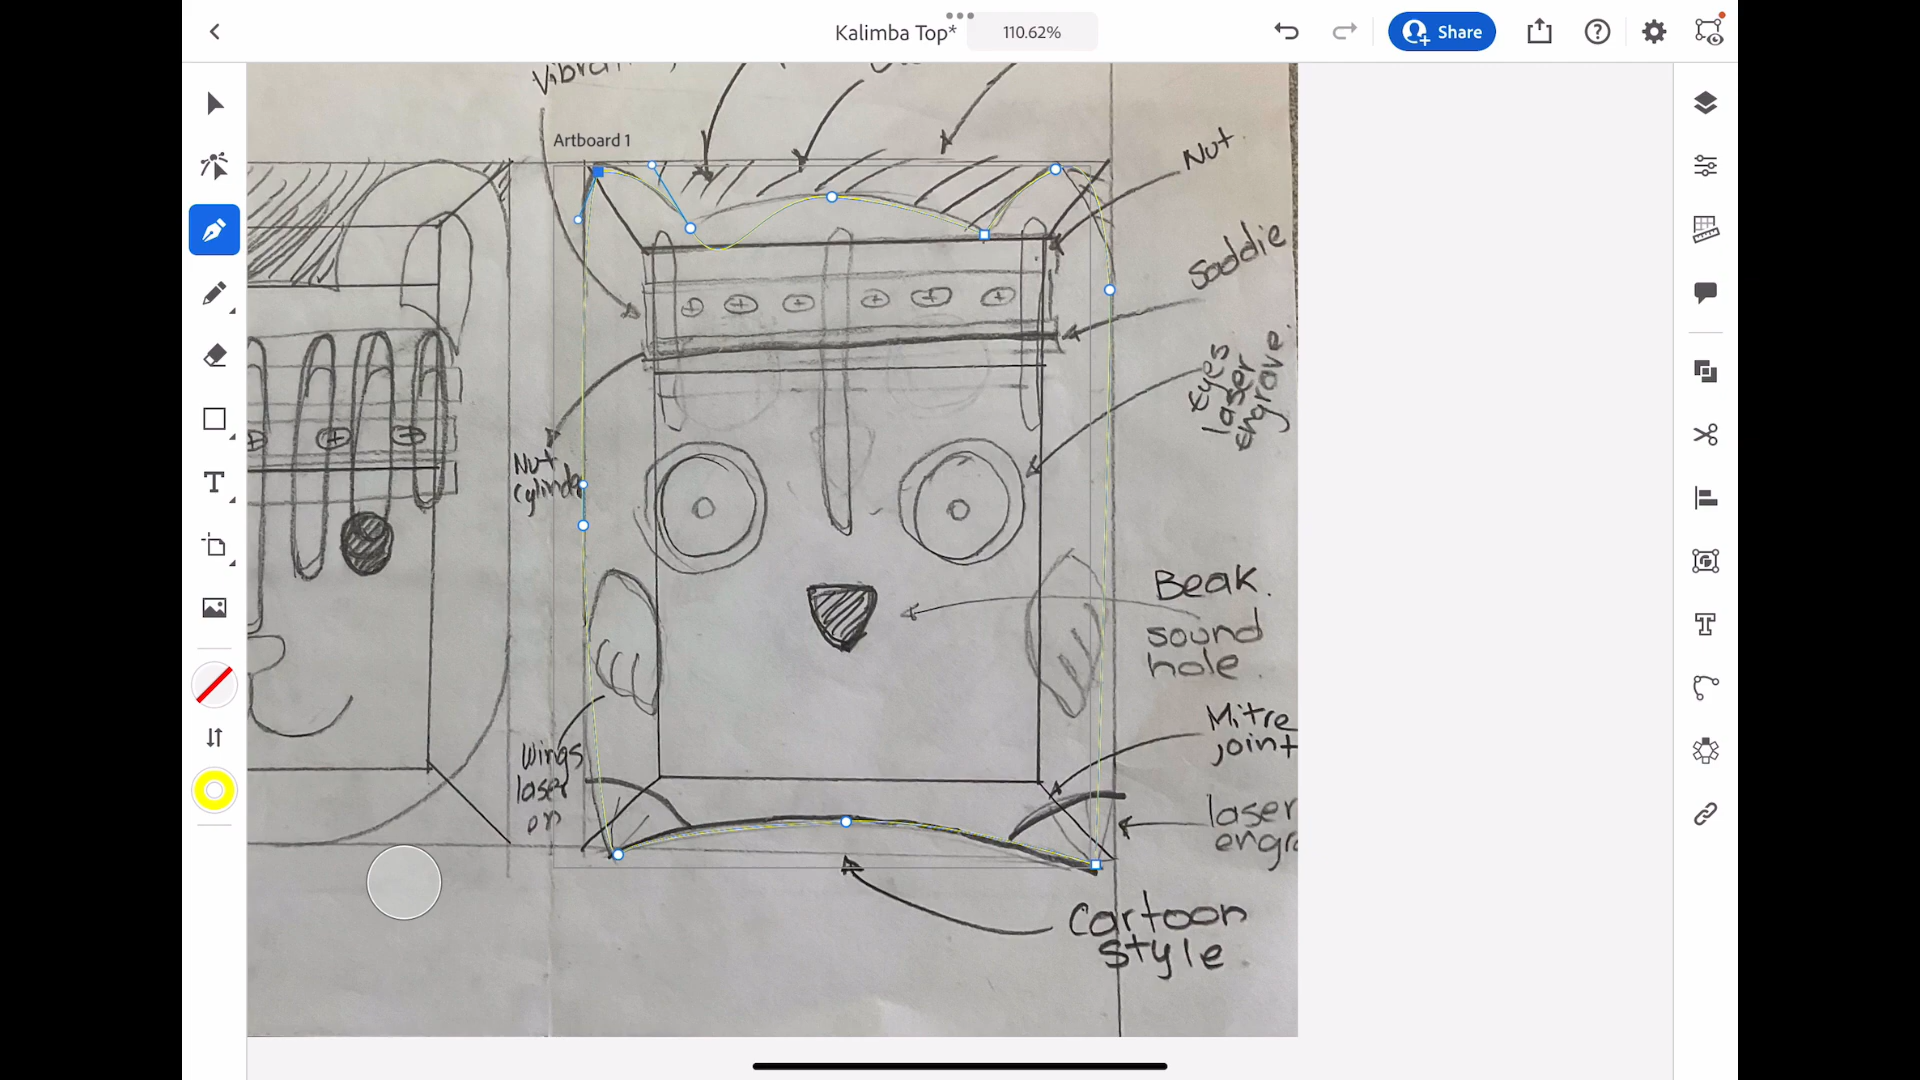 Kalimba Top*
110.62%
Share
Artboard 1
Nut
Saddle
Eyes
laser
engrave.
Nut
Beak.
sound
hole.
Mitre
joint
Wings
laser
on
laser
engr
Cartoon
style.